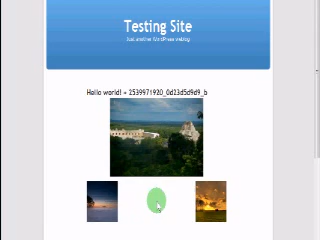 Testing Site
Just another WordPress weblog
Hello world! » 2539971920_0d23d5d9d9_b